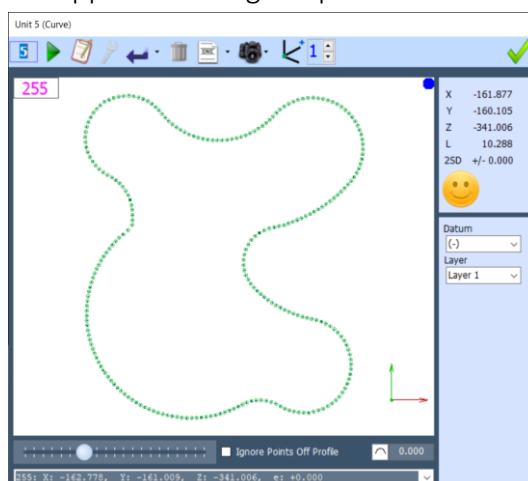 Unit 5 (Curve)
5
1
255
X -161.877
Y -160.105
Z -341.006
L 10.288
2SD +/- 0.000
Datum
(-)
Layer
Layer 1
Ignore Points Off Profile
0.000
255: X: -162.778, Y: -161.009, Z: -341.006, e: +0.000